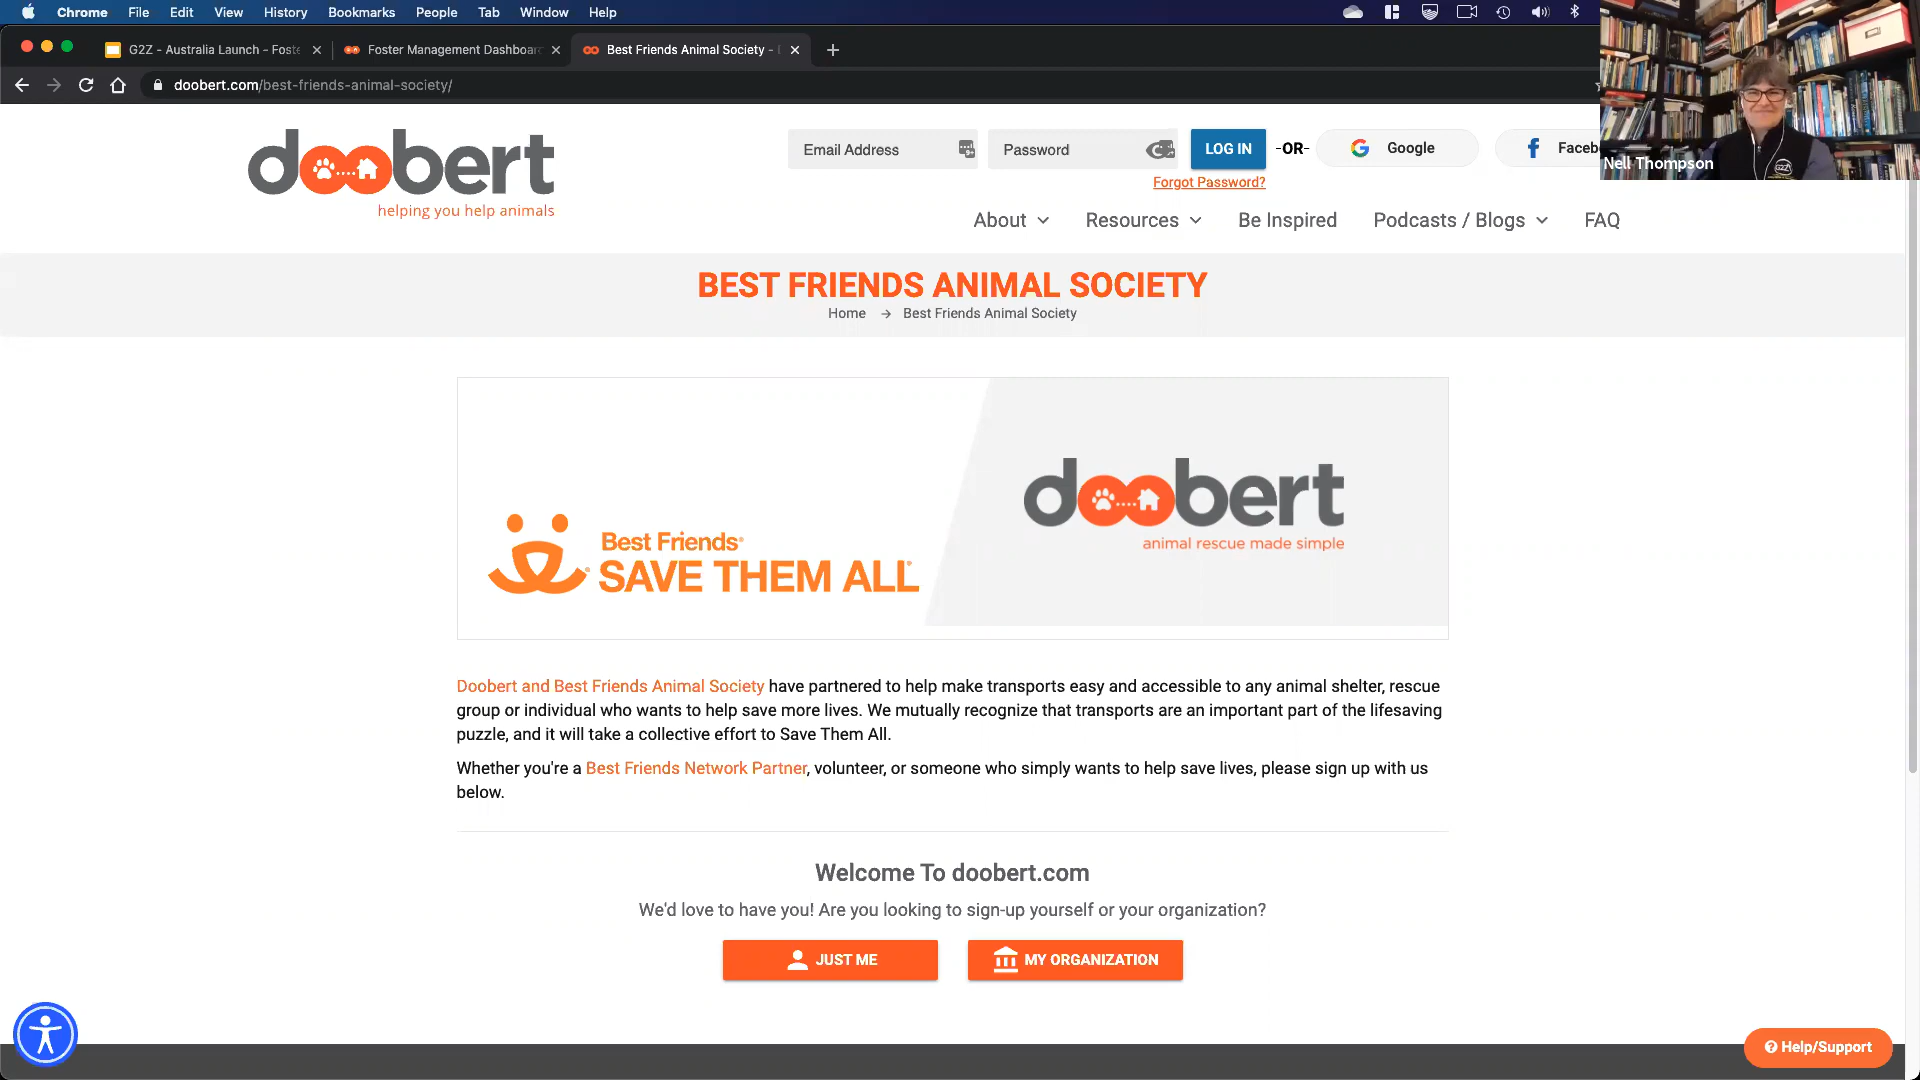 Chrome File Edit View History Bookmarks People Tab Window Help
G2Z - Australia Launch - Foste
Foster Management Dashboar
Best Friends Animal Society -
doobert.com/best-friends-animal-society/
doobert
helping you help animals
Email Address
Password
LOG IN
-OR-
Google
Faceb
Forgot Password?
Nell Thompson
G2Z
About
Resources
Be Inspired
Podcasts / Blogs
FAQ
BEST FRIENDS ANIMAL SOCIETY
Home → Best Friends Animal Society
Best Friends®
SAVE THEM ALL®
doobert
animal rescue made simple
Doobert and Best Friends Animal Society have partnered to help make transports easy and accessible to any animal shelter, rescue
group or individual who wants to help save more lives. We mutually recognize that transports are an important part of the lifesaving
puzzle, and it will take a collective effort to Save Them All.
Whether you're a Best Friends Network Partner, volunteer, or someone who simply wants to help save lives, please sign up with us
below.
Welcome To doobert.com
We'd love to have you! Are you looking to sign-up yourself or your organization?
JUST ME
MY ORGANIZATION
Help/Support